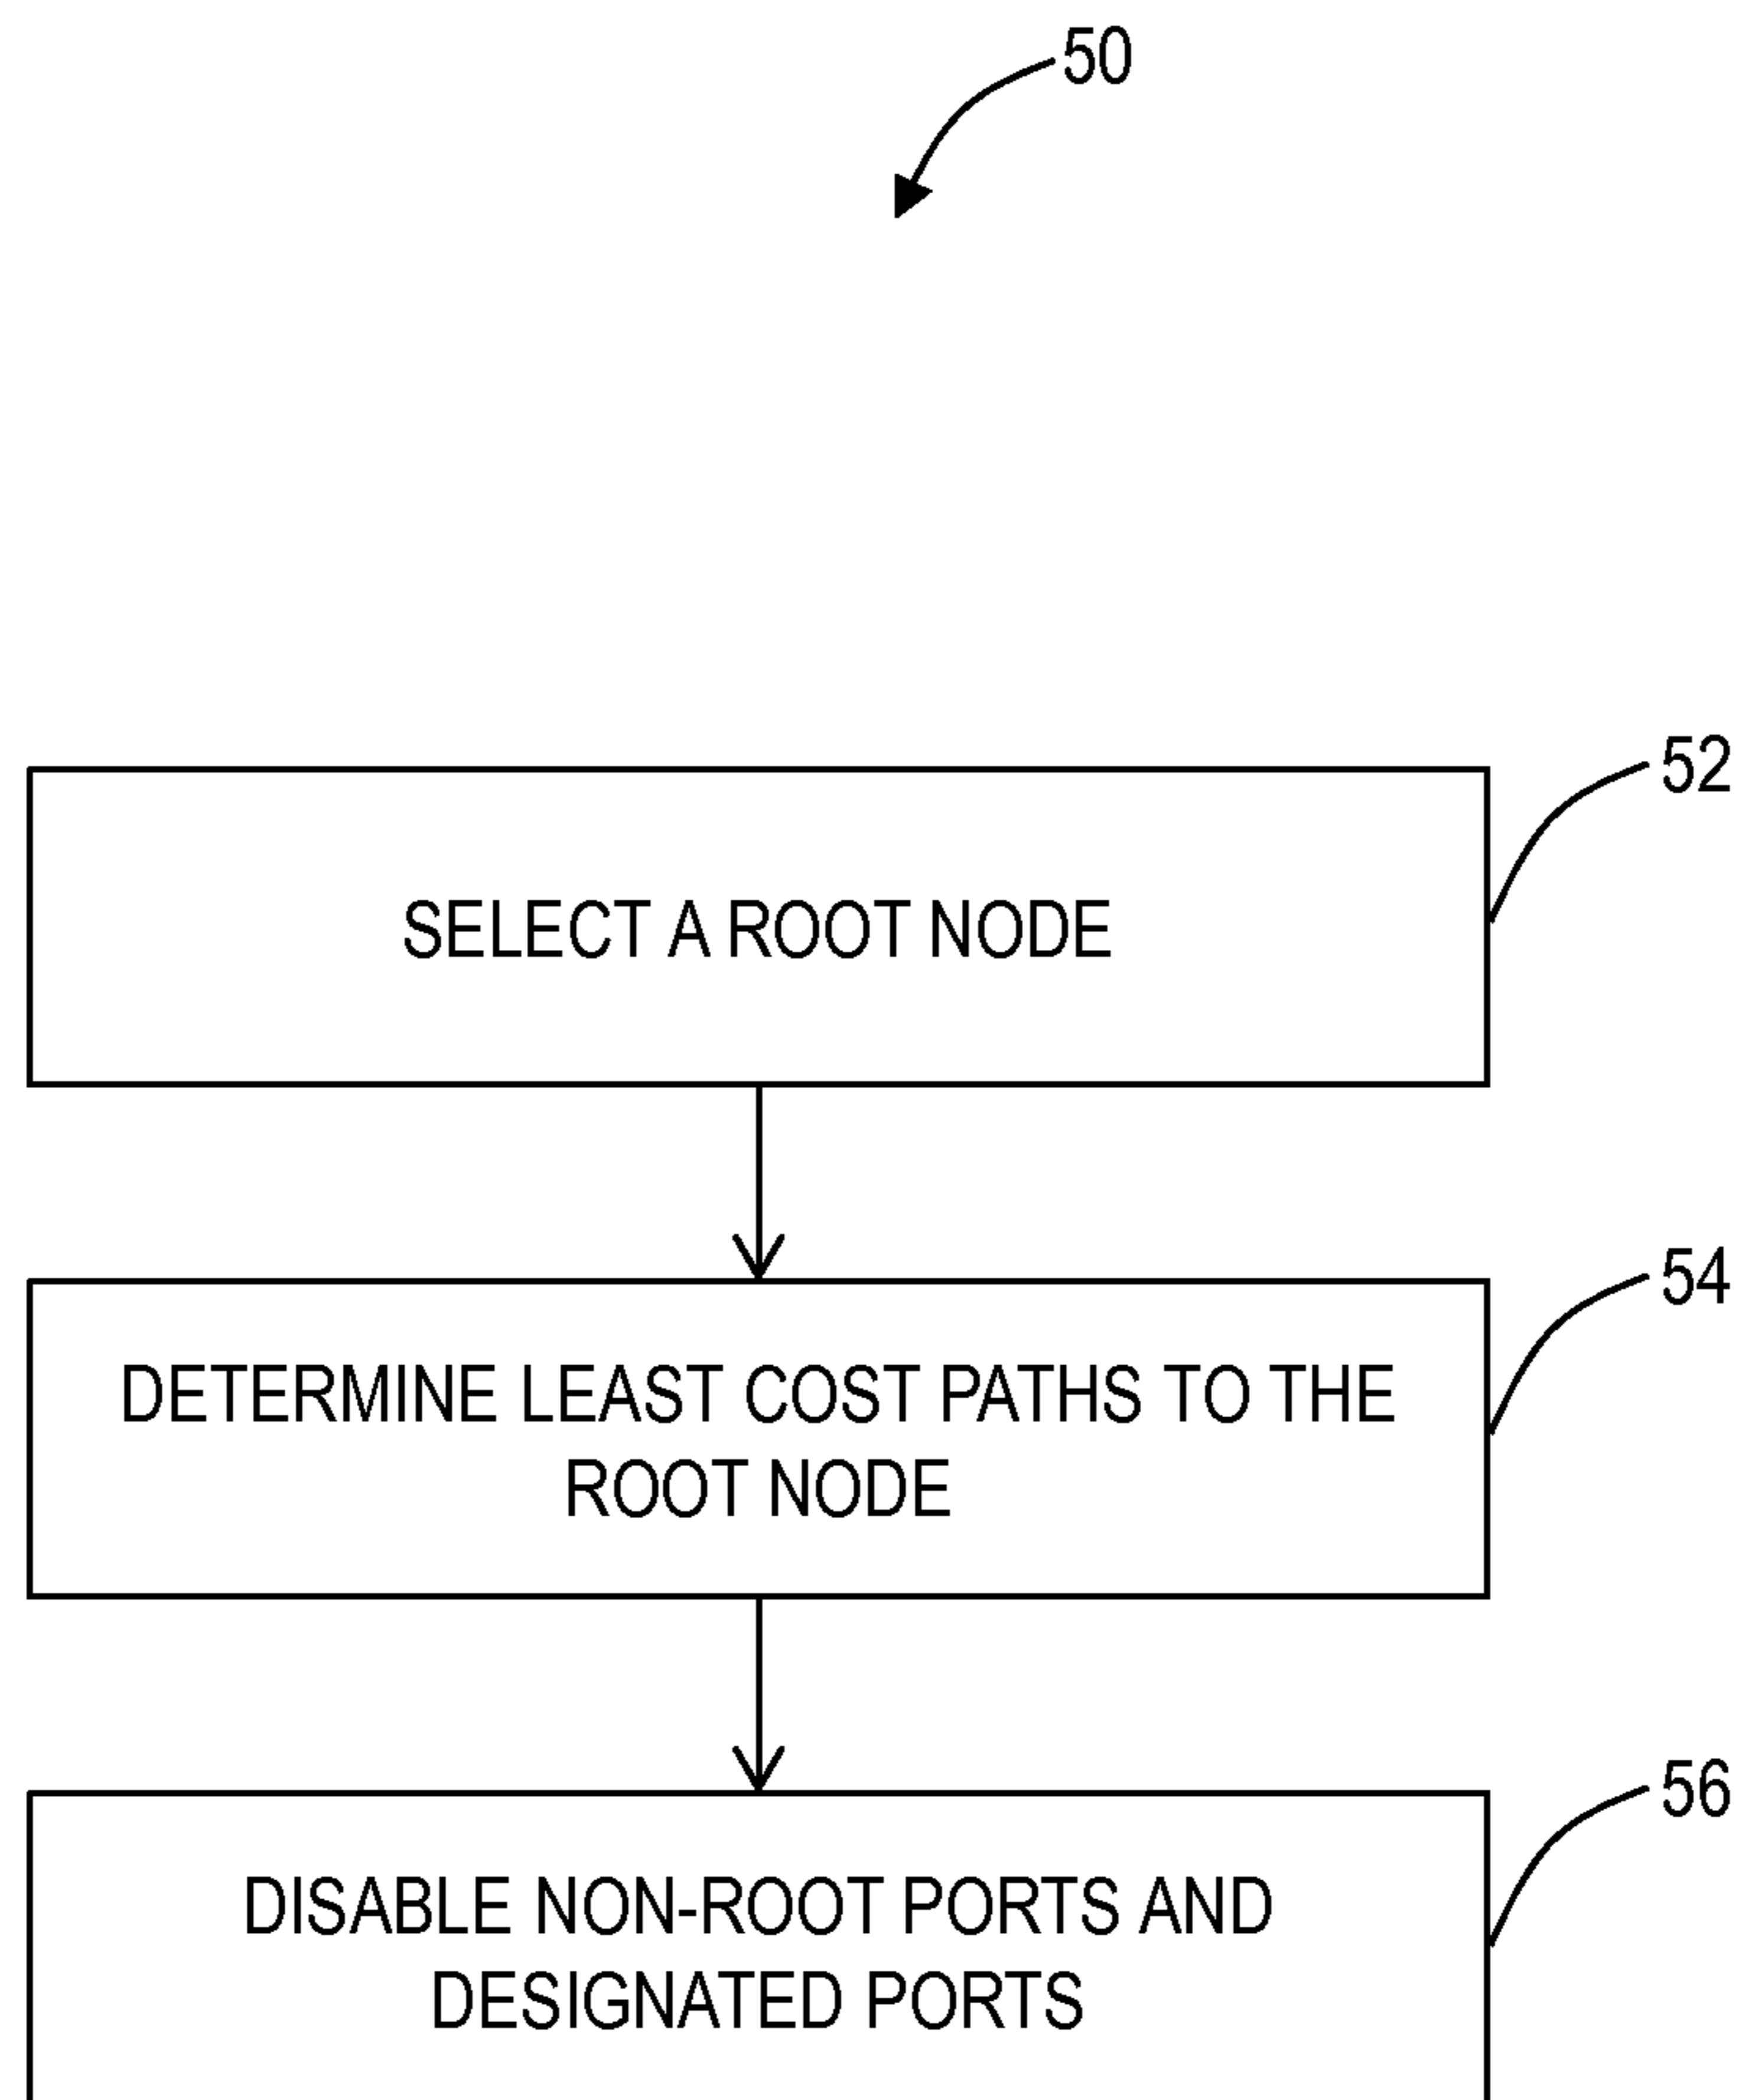 50
52
SELECT A ROOT NODE
54
DETERMINE LEAST COST PATHS TO THE
ROOT NODE
56
DISABLE NON-ROOT PORTS AND
DESIGNATED PORTS